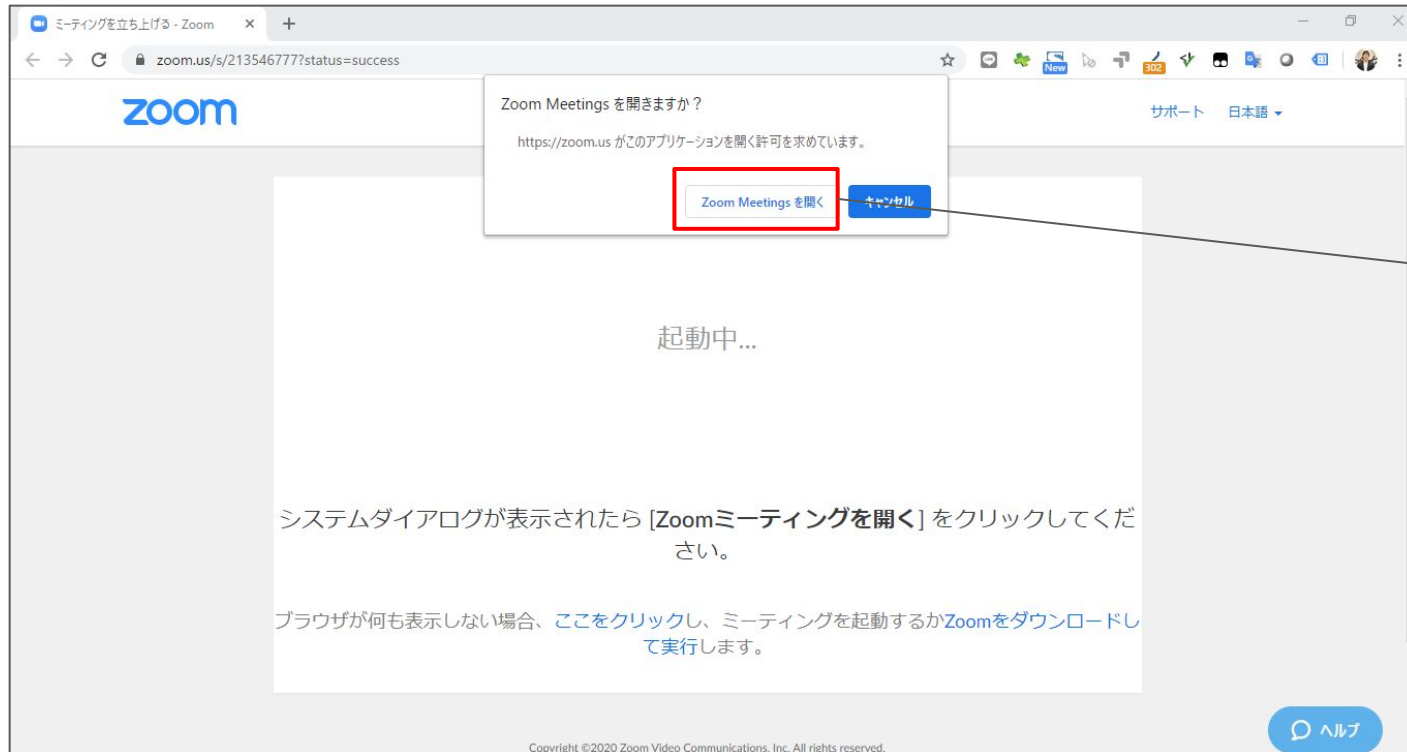 ミーティングを立ち上げる - Zoom
zoom.us/s/213546777?status=success
New
302
zoom
サポート 日本語
Zoom Meetings を開きますか？
https://zoom.us がこのアプリケーションを開く許可を求めています。
Zoom Meetings を開く キャンセル
起動中...
システムダイアログが表示されたら [Zoomミーティングを開く] をクリックしてくだ
さい。
ブラウザが何も表示しない場合、ここをクリックし、ミーティングを起動するかZoomをダウンロードし
て実行します。
ヘルプ
Copyright ©2020 Zoom Video Communications, Inc. All rights reserved.